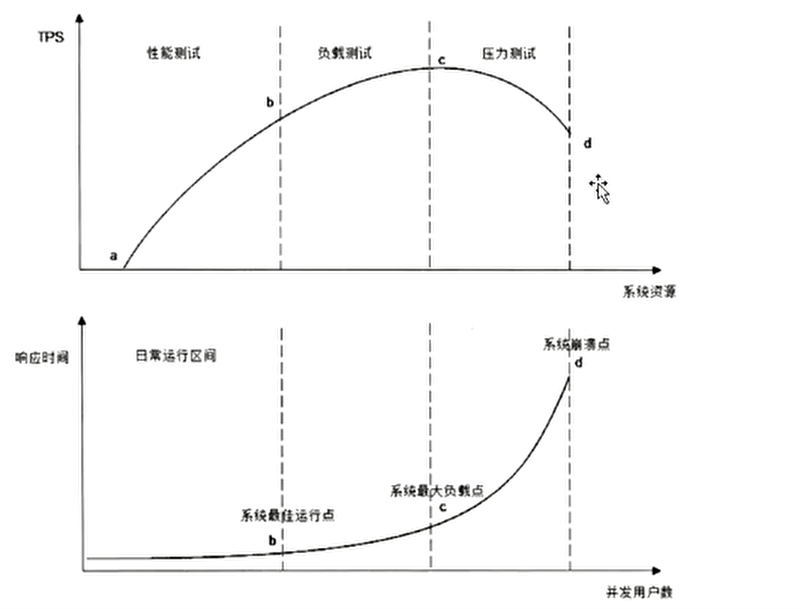 TPS
性能测试
负载测试
压力测试
a
b
c
d
系统资源
响应时间
日常运行区间
系统最佳运行点
b
系统最大负载点
c
系统崩溃点
d
并发用户数